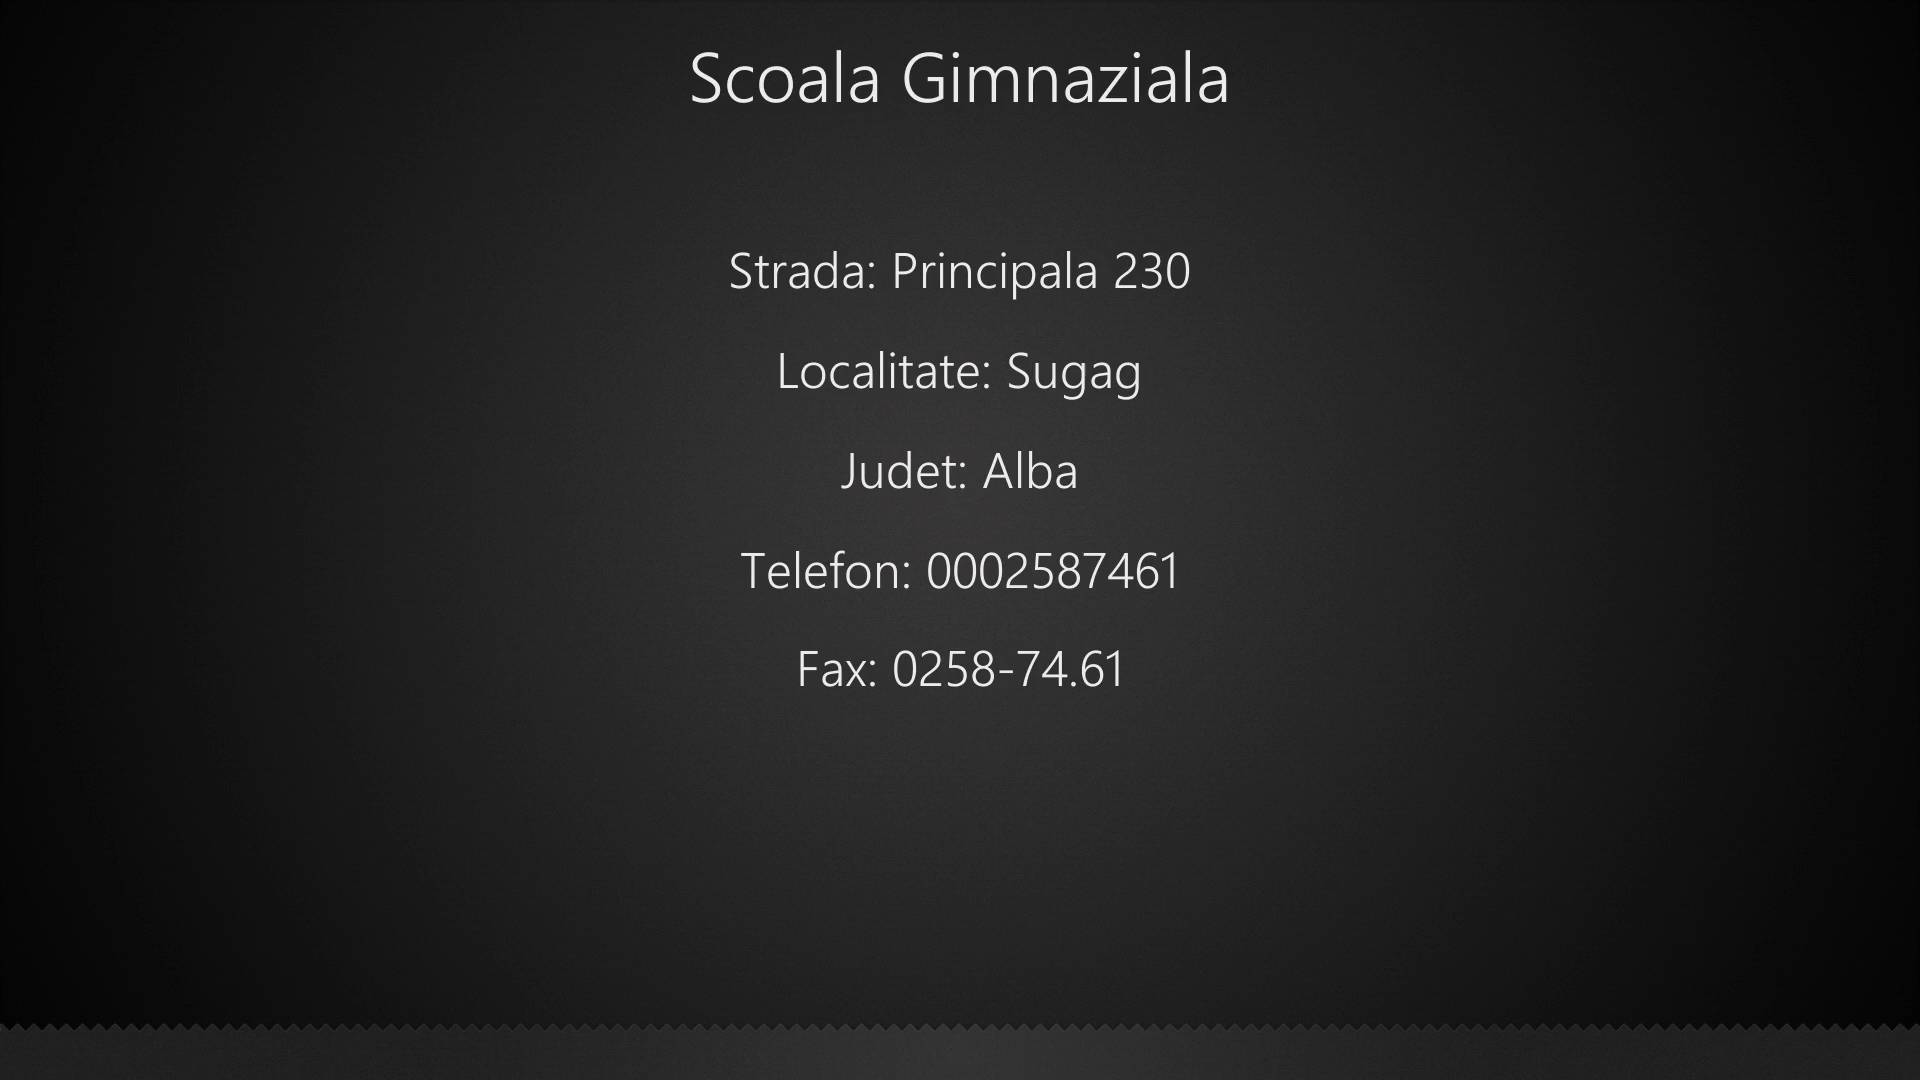 Scoala Gimnaziala
Strada: Principala 230
Localitate: Sugag
Judet: Alba
Telefon: 0002587461
Fax: 0258-74.61